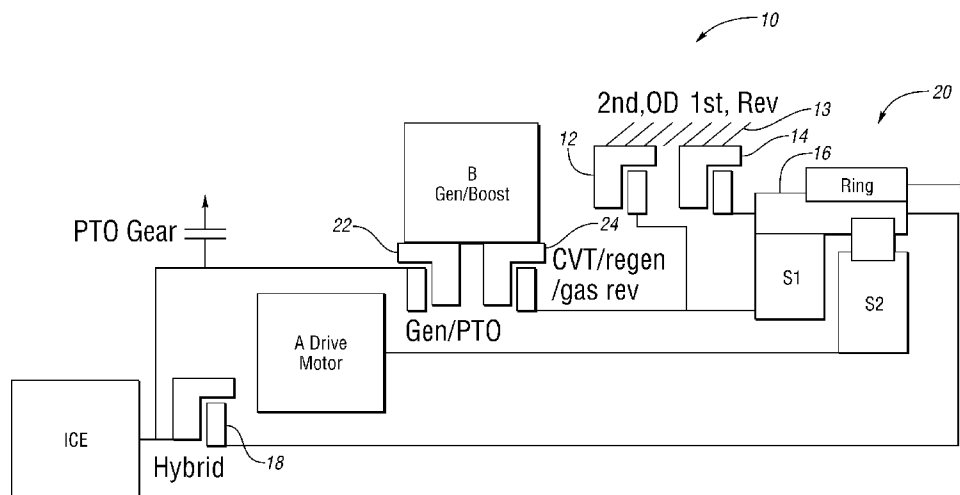 10
2nd,OD 1st, Rev
20
13
12
14
16
B
Gen/Boost
Ring
PTO Gear
22
24
CVT/regen
/gas rev
S1
S2
Gen/PTO
A Drive
Motor
ICE
Hybrid
18